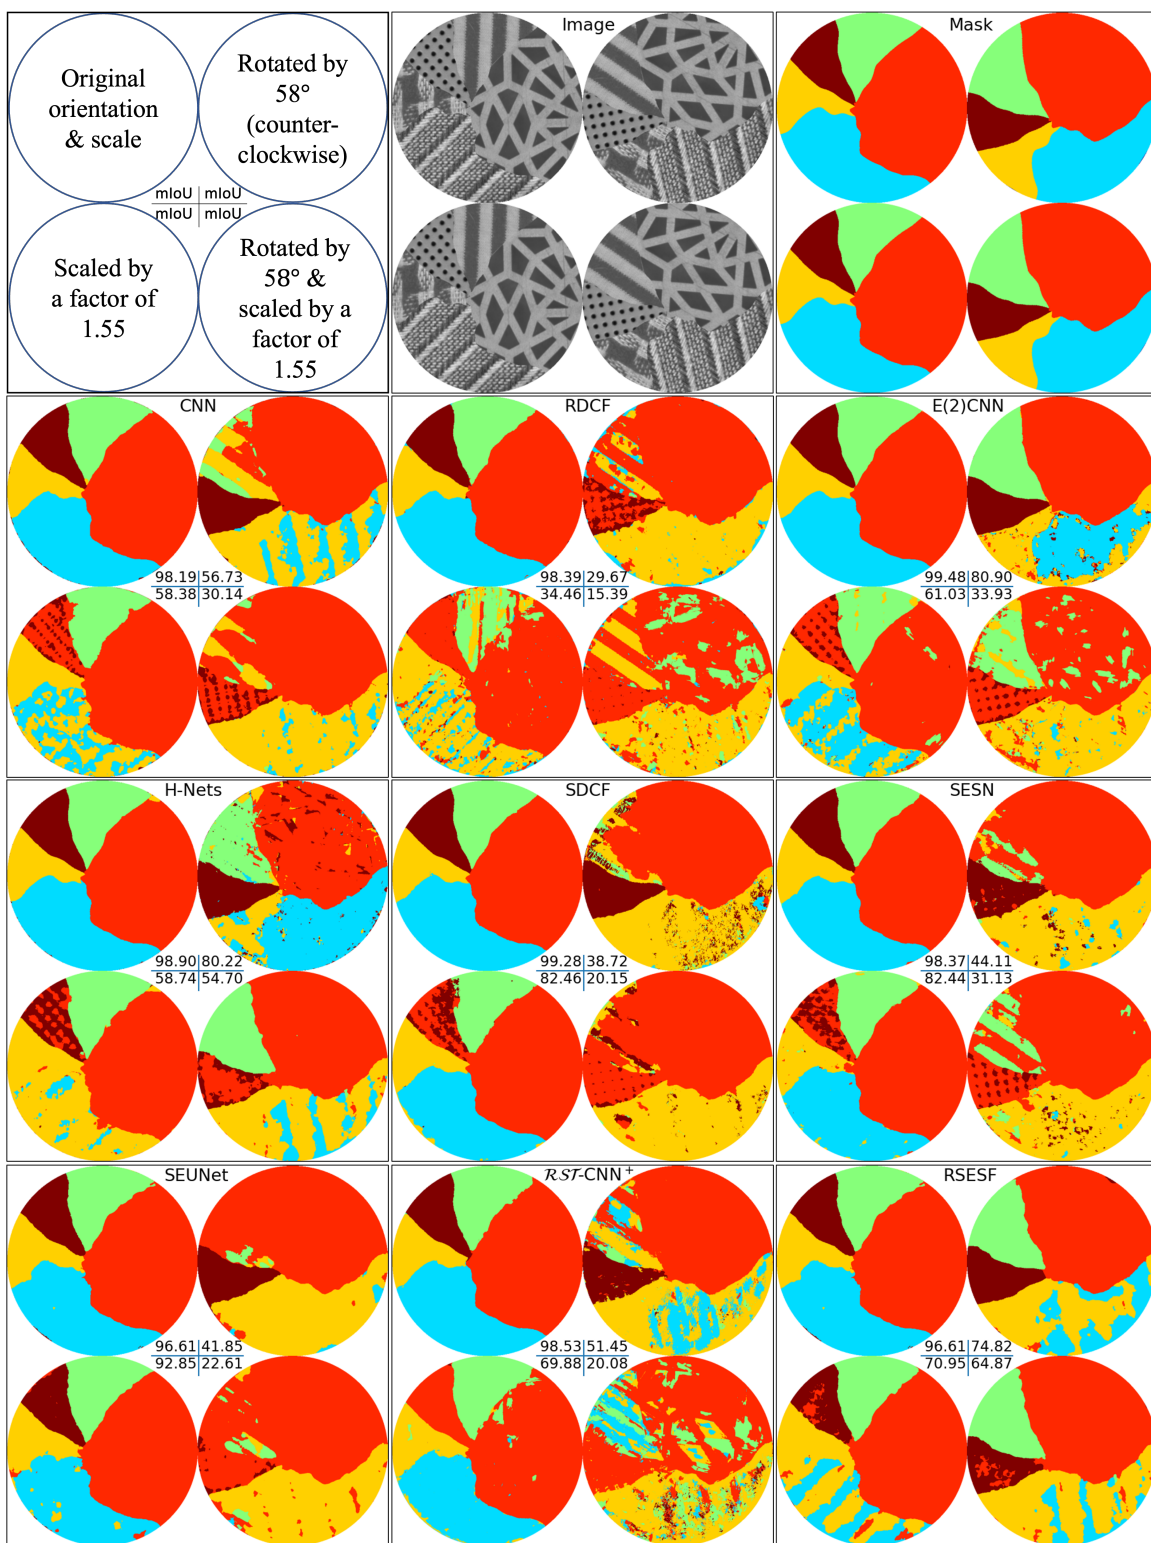 Original
orientation
& scale
Rotated by
58°
(counter-
clockwise)
mIoU mIoU
mIoU mIoU
Scaled by
a factor of
1.55
Rotated by
58° &
scaled by a
factor of
1.55
Image
Mask
CNN
98.19 56.73
58.38 30.14
RDCF
98.39 29.67
34.46 15.39
E(2)CNN
99.48 80.90
61.03 33.93
H-Nets
98.90 80.22
58.74 54.70
SDCF
99.28 38.72
82.46 20.15
SESN
98.37 44.11
82.44 31.13
SEUNet
96.61 41.85
92.85 22.61
RST-CNN+
98.53 51.45
69.88 20.08
RSESF
96.61 74.82
70.95 64.87